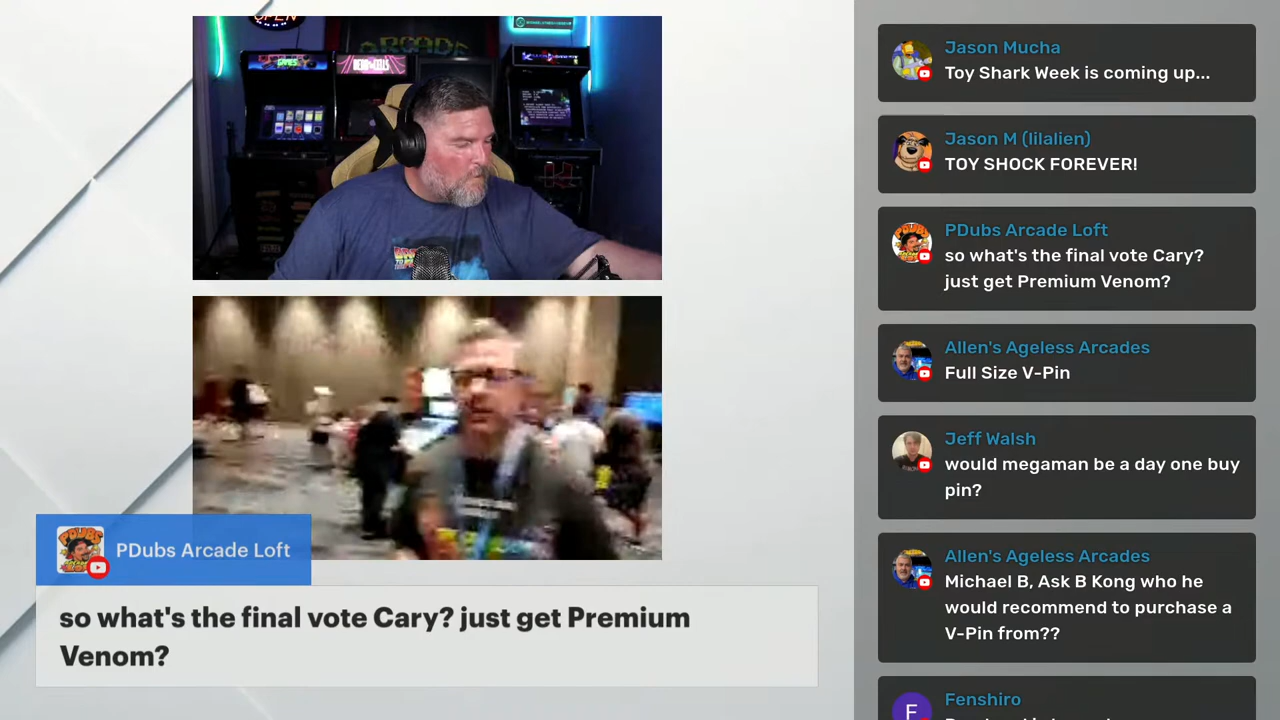 OPEN
ARCADE
PDubs Arcade Loft
so what's the final vote Cary? just get Premium
Venom?
Jason Mucha
Toy Shark Week is coming up...
Jason M (lilalien)
TOY SHOCK FOREVER!
PDubs Arcade Loft
so what's the final vote Cary?
just get Premium Venom?
Allen's Ageless Arcades
Full Size V-Pin
Jeff Walsh
would megaman be a day one buy
pin?
Allen's Ageless Arcades
Michael B, Ask B Kong who he
would recommend to purchase a
V-Pin from??
Fenshiro